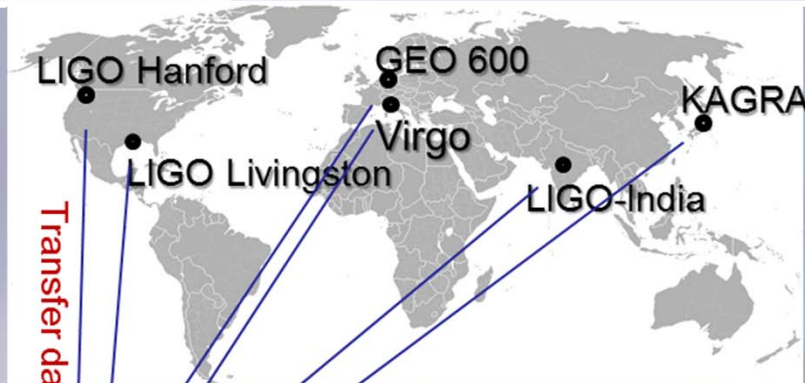 GEO 600
LIGO Hanford
KAGRA
Virgo
LIGO Livingston
LIGO-India
Transfer da